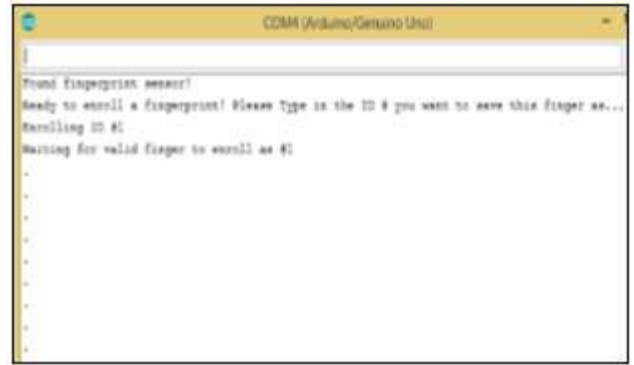 COM4 (Arduino/Genuino Uno)
Found fingerprint sensor!
Ready to enroll a fingerprint! Please Type in the ID # you want to save this finger as...
Enrolling ID #1
Waiting for valid finger to enroll as #1
.
.
.
.
.
.
.
.
.